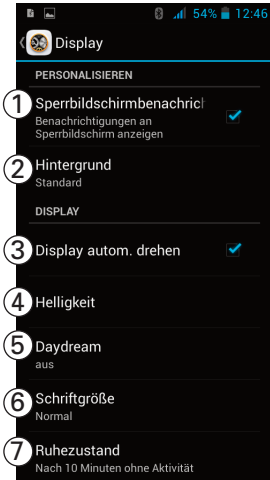 54% 12:46
Display
PERSONALISIEREN
1 Sperrbildschirmbenachrich
Benachrichtigungen an
Sperrbildschirm anzeigen
2 Hintergrund
Standard
DISPLAY
3 Display autom. drehen
4 Helligkeit
5 Daydream
aus
6 Schriftgröße
Normal
7 Ruhezustand
Nach 10 Minuten ohne Aktivität